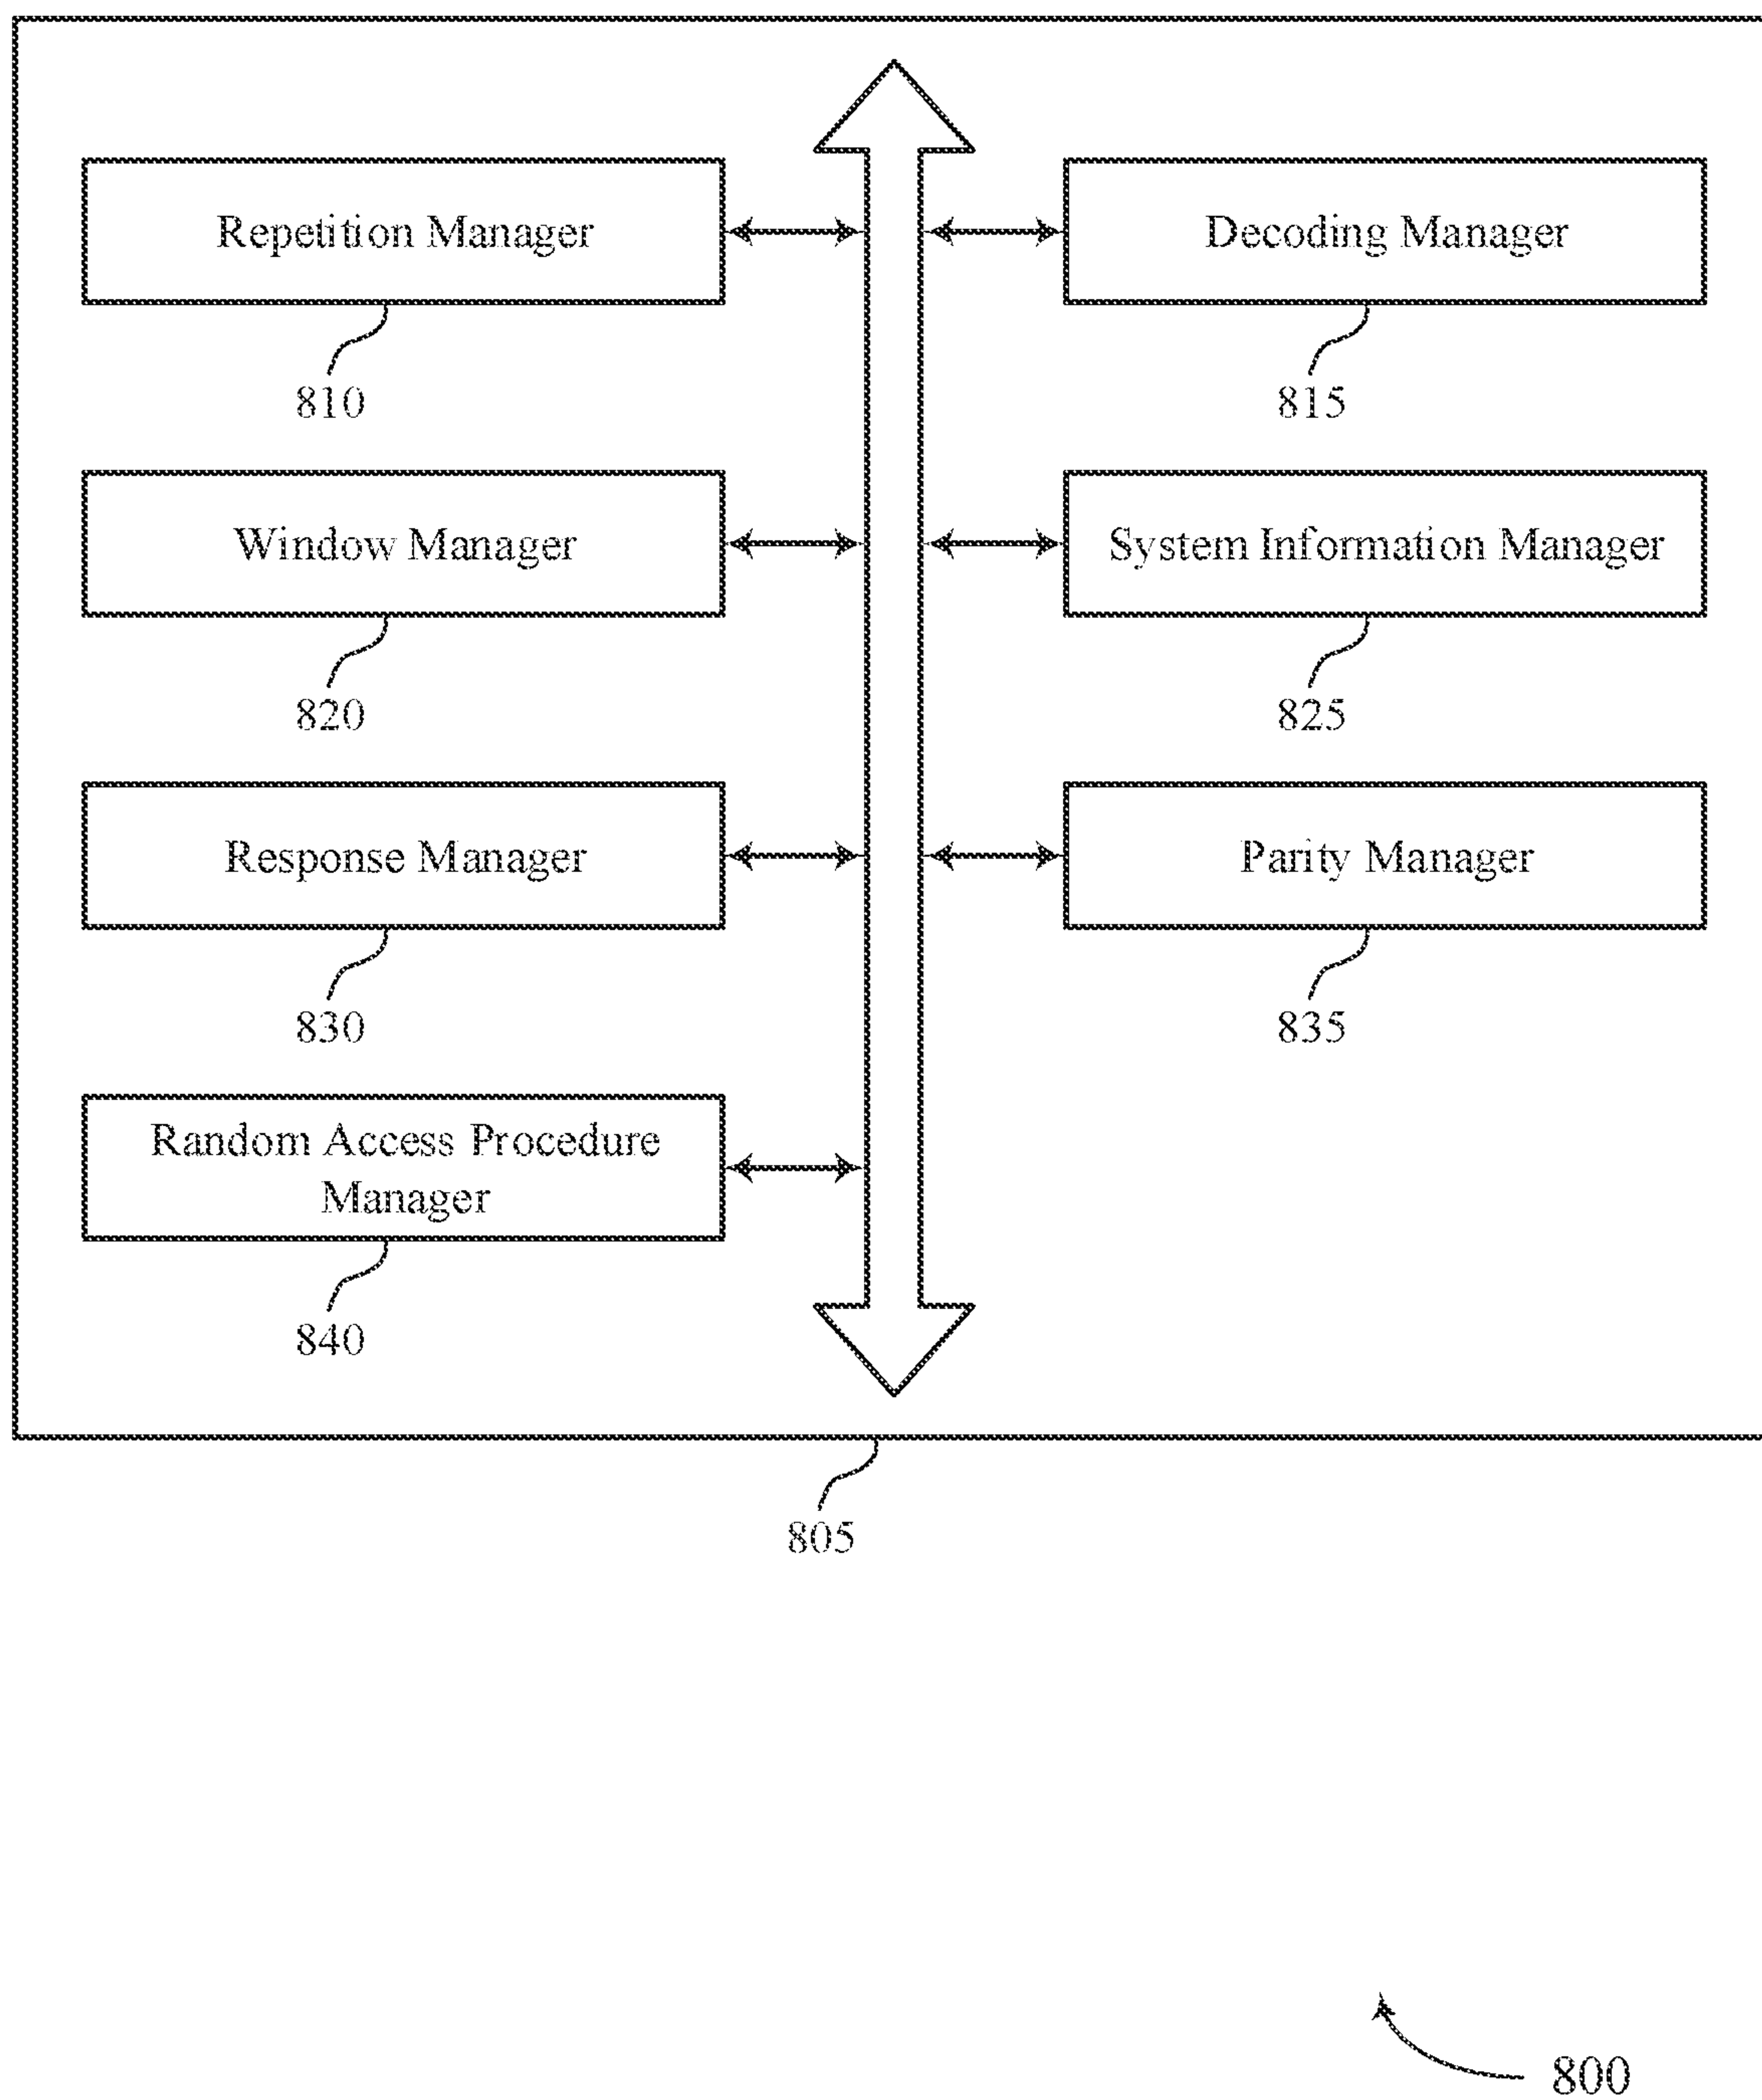 Repetition Manager
Decoding Manager
810
815
Window Manager
System Information Manager
820
825
Response Manager
Parity Manager
830
835
Random Access Procedure
Manager
840
805
800